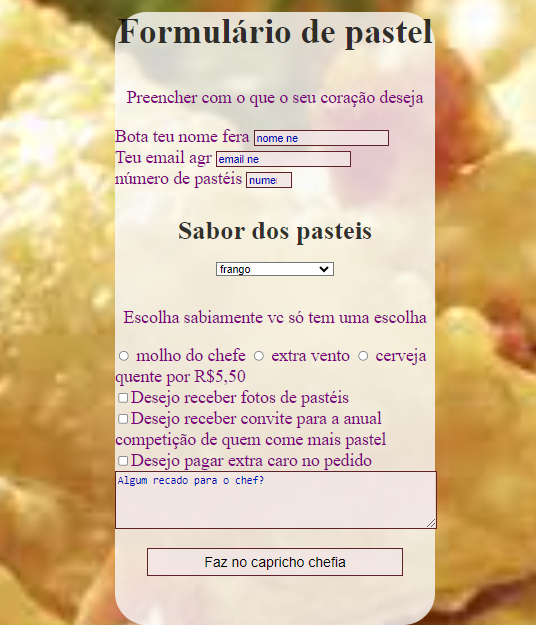 Formulário de pastel
Preencher com o que o seu coração deseja
Bota teu nome fera nome ne
Teu email agr email ne
número de pastéis nume
Sabor dos pasteis
frango
Escolha sabiamente vc só tem uma escolha
molho do chefe extra vento cerveja
quente por R$5,50
Desejo receber fotos de pastéis
Desejo receber convite para a anual
competição de quem come mais pastel
Desejo pagar extra caro no pedido
Algum recado para o chef?
Faz no capricho chefia